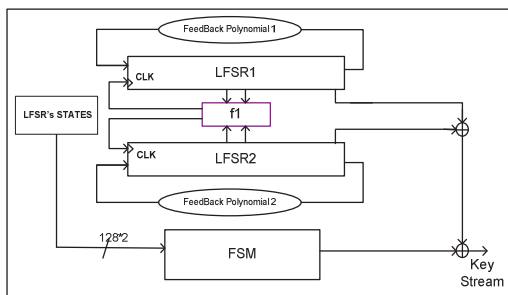 FeedBack Polynomial 1
LFSR1
CLK
f1
LFSR's STATES
CLK
LFSR2
FeedBack Polynomial 2
128*2
FSM
Key
Stream